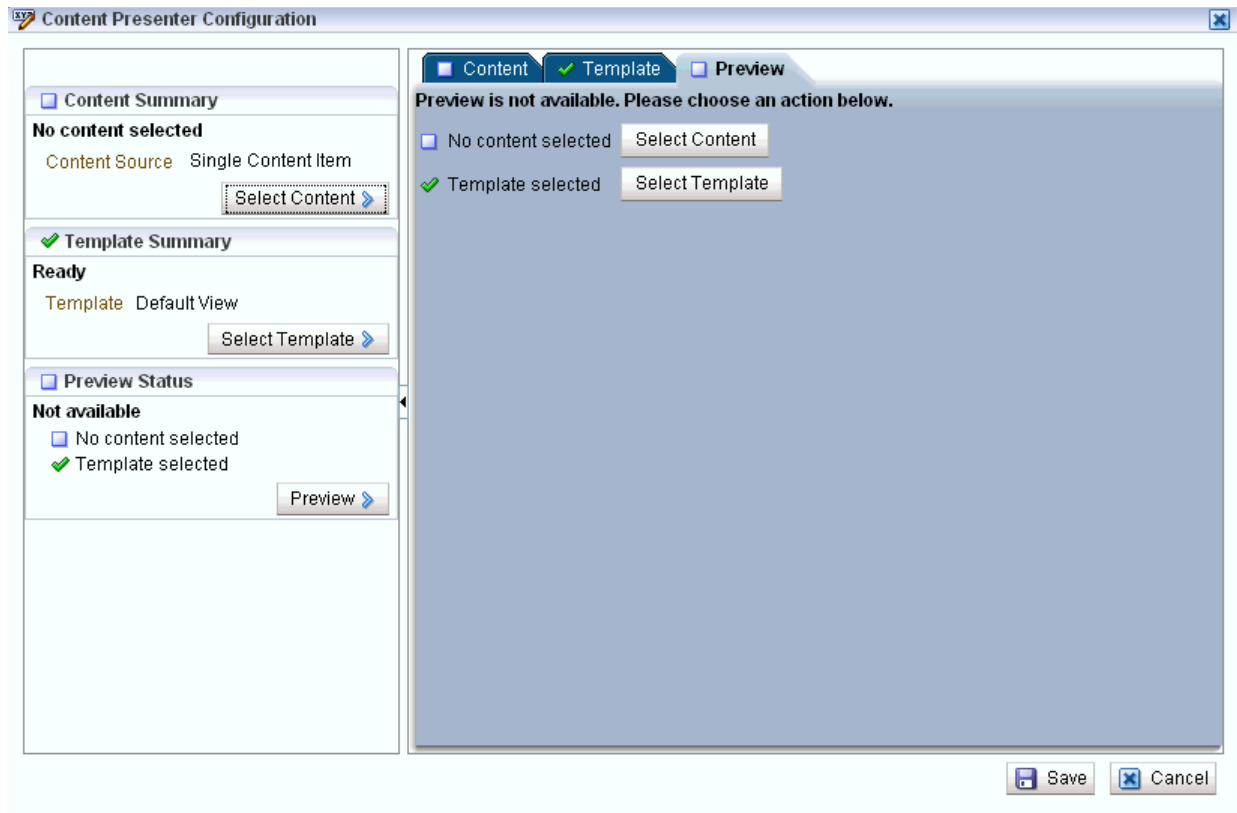 Content Presenter Configuration
Content Summary
No content selected
Content Source Single Content Item
Select Content
Template Summary
Ready
Template Default View
Select Template
Preview Status
Not available
No content selected
Template selected
Preview
Content Template Preview
Preview is not available. Please choose an action below.
No content selected Select Content
Template selected Select Template
Save Cancel